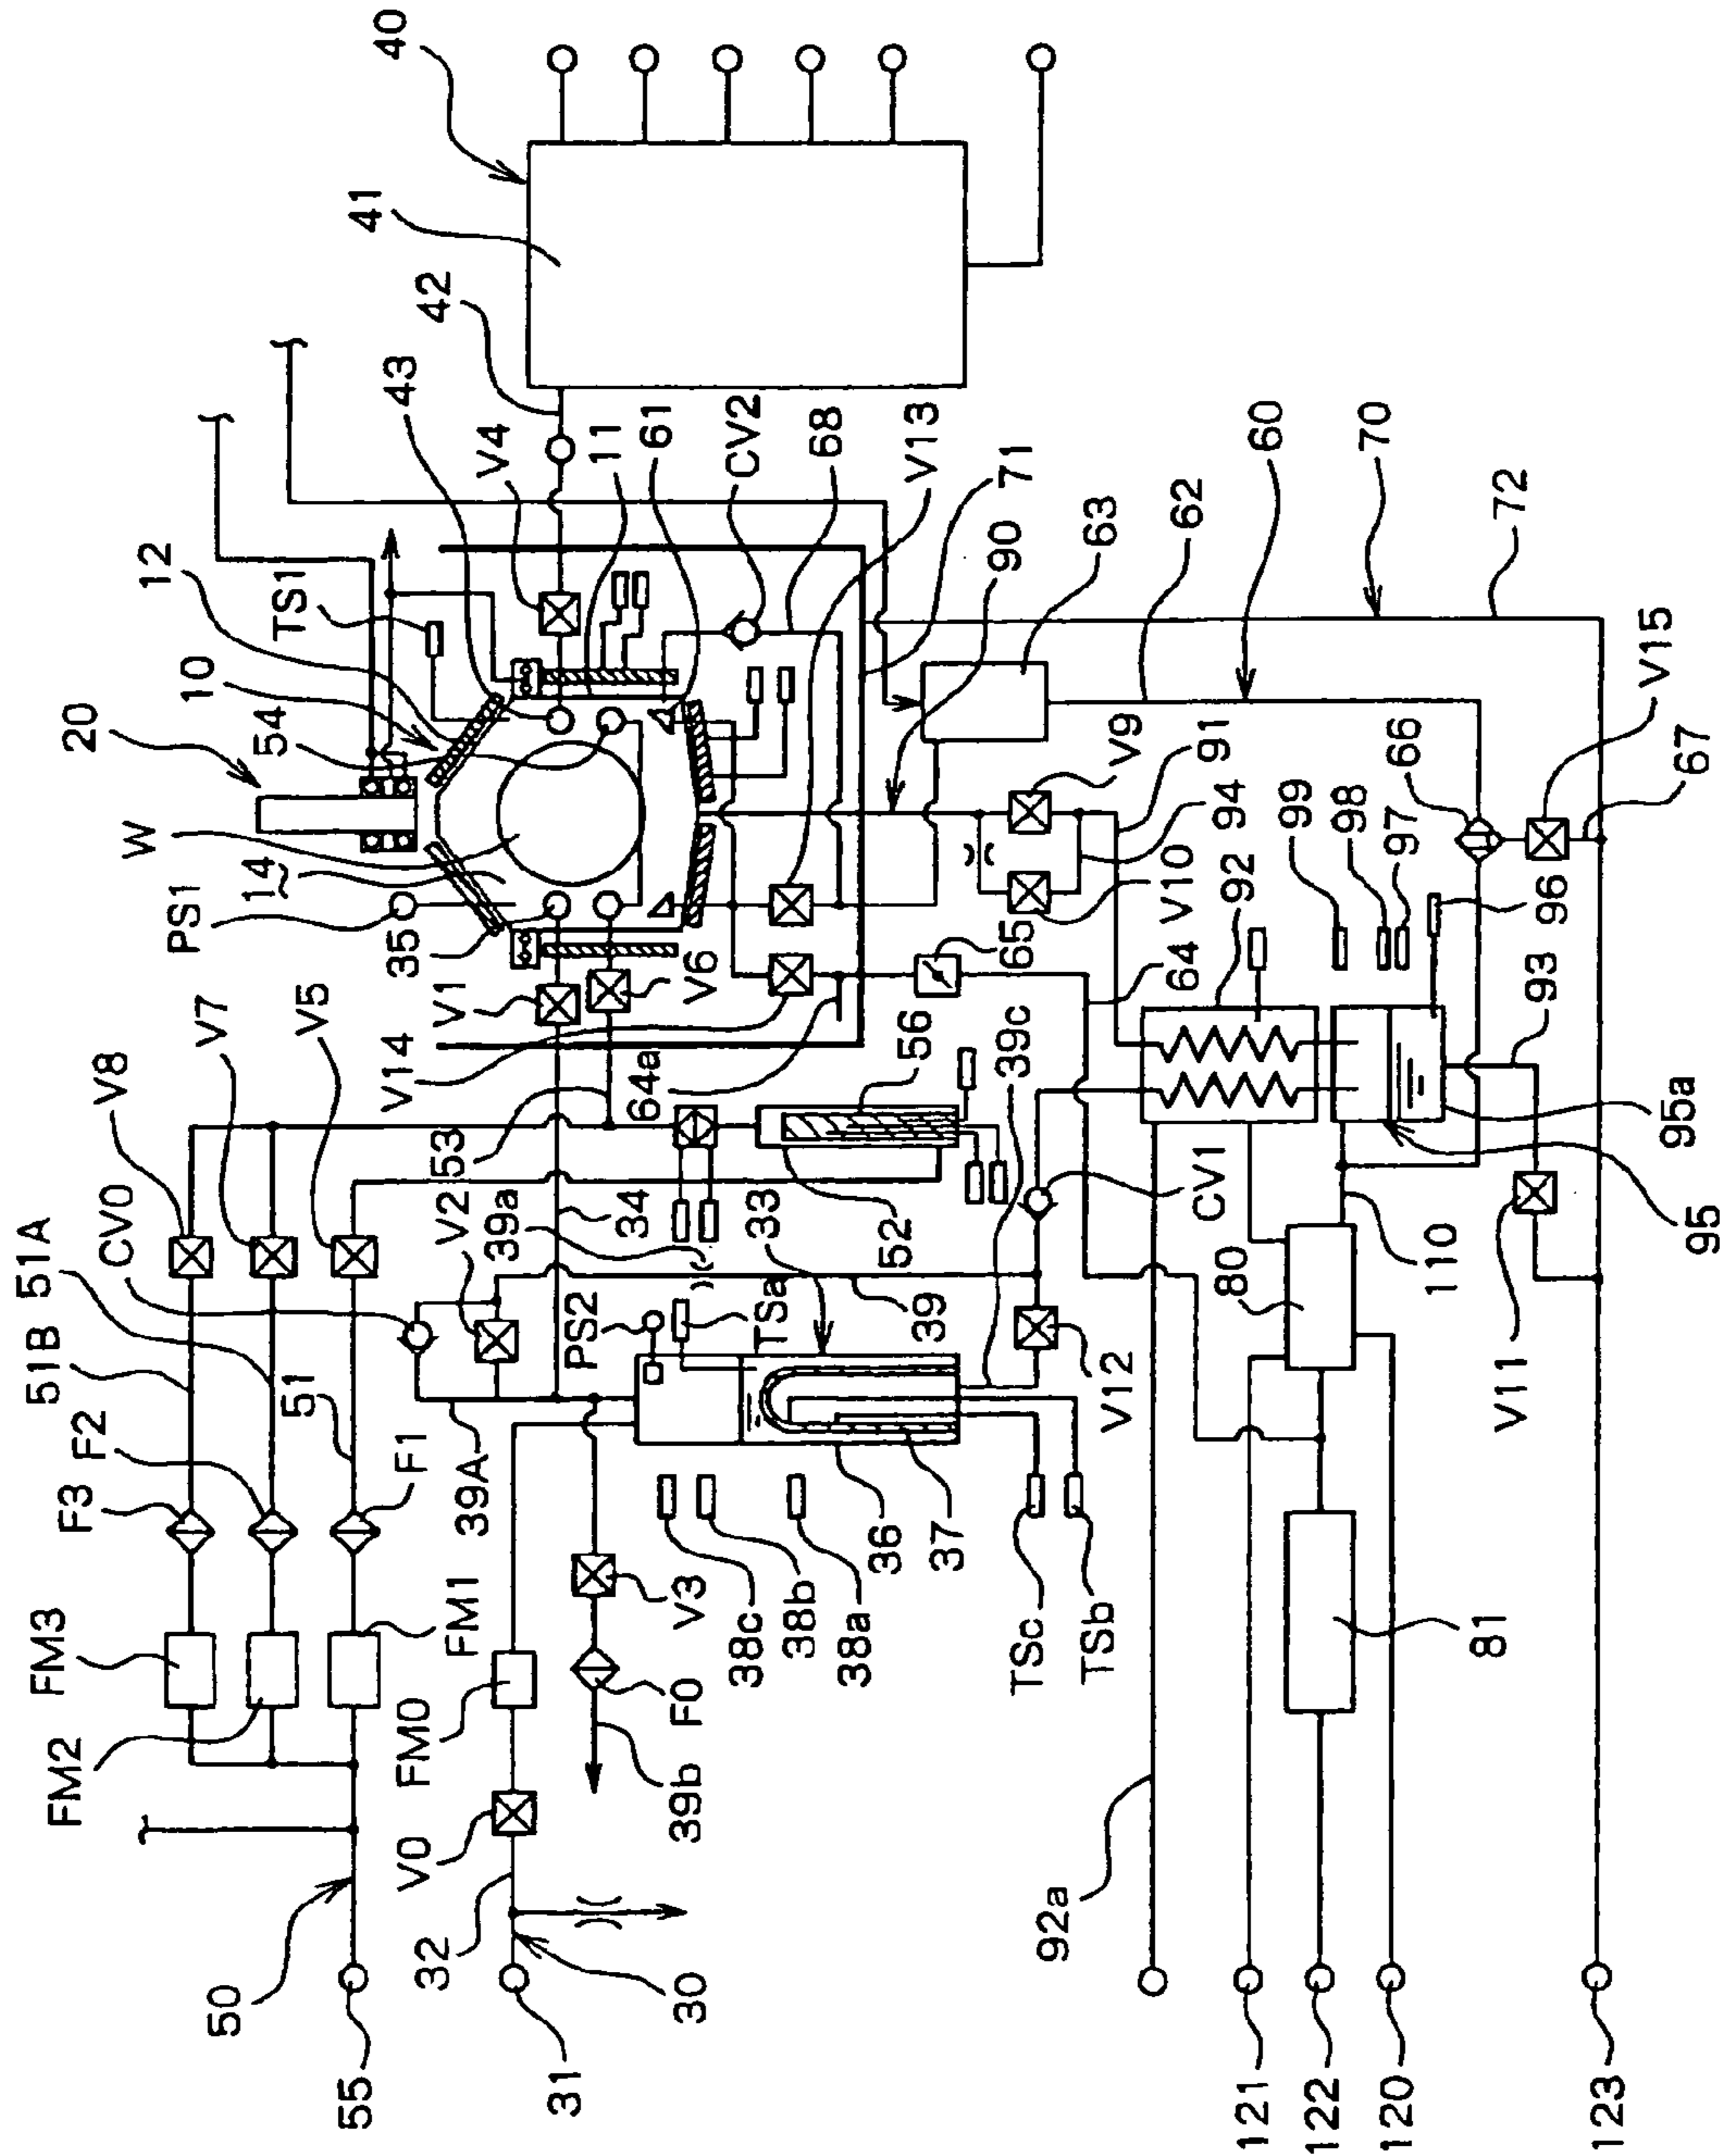 40
41
42
43
V4
11
61
CV2
68
V13
71
90
63
60
62
70
72
12
TS1
10
54
20
W
14
PS1
35
V1
V6
V14
64a
65
64
V10
92
94
91
V9
99
98
97
96
66
67
V15
93
95a
95
110
80
V11
V8
V7
V5
53
34
39a
33
52
56
39c
CV1
CV0
51A
51B
V2
PS2
TSa
39
V12
51
F1
F2
F3
39A
FM3
FM2
FM1
FM0
V0
V3
F0
39b
38c
38b
38a
36
37
TSc
TSb
81
50
55
32
30
31
92a
121
122
120
123